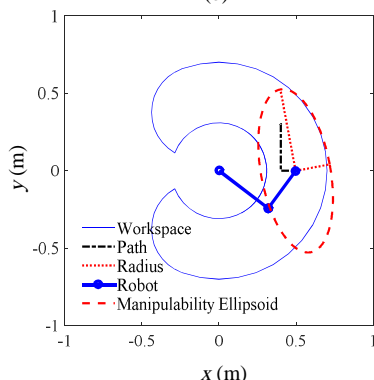 1
0.5
0
-0.5
-1
y (m)
Workspace
Path
Radius
Robot
Manipulability Ellipsoid
-1 -0.5 0 0.5 1
x (m)